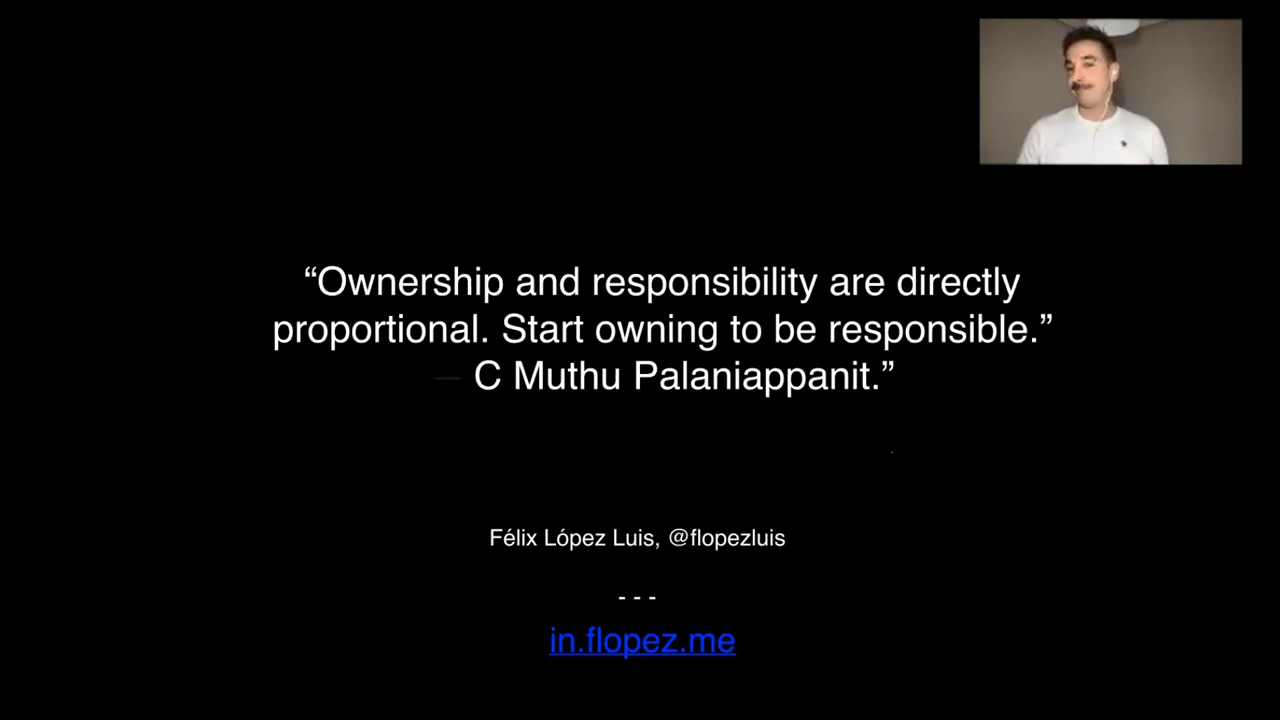 “Ownership and responsibility are directly
proportional. Start owning to be responsible.”
— C Muthu Palaniappanit.”
Félix López Luis, @flopezluis
- - -
in.flopez.me